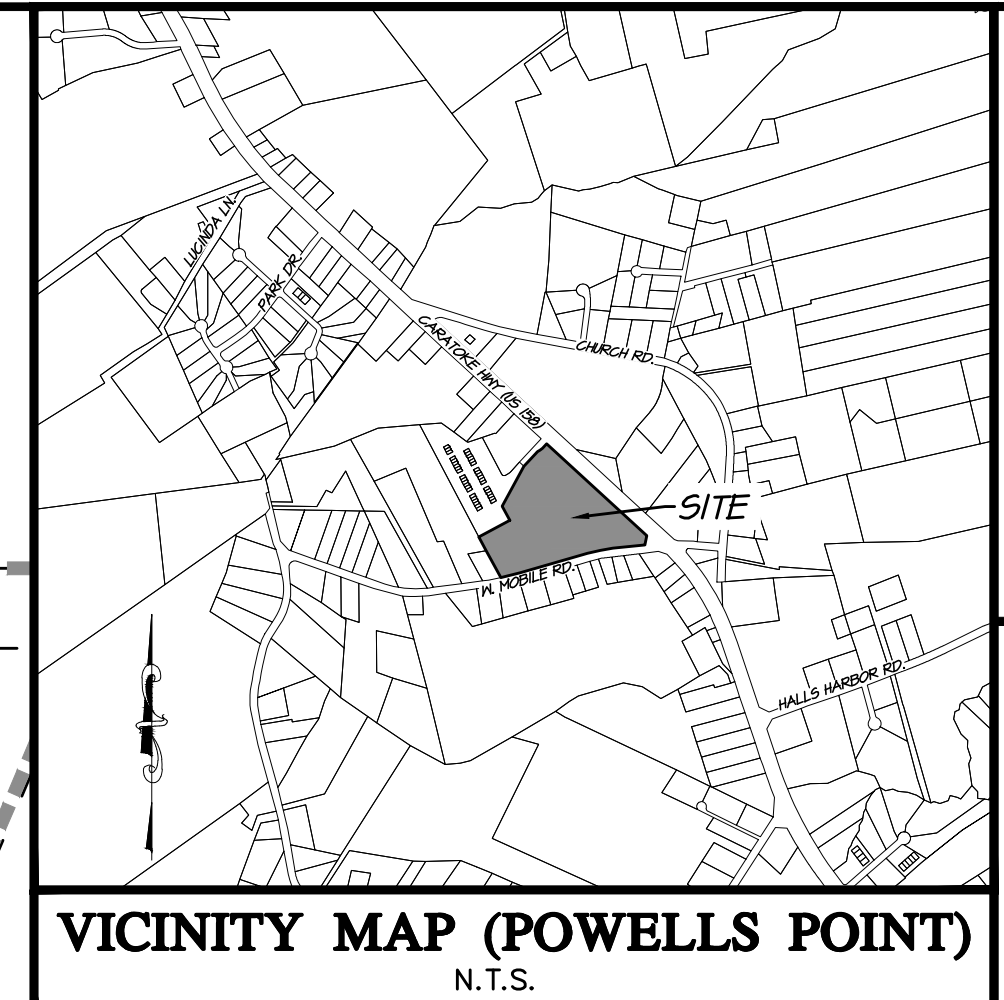 LUCINDA LN.
PARK DR.
CARATOKE HWY (US 158)
CHURCH RD.
SITE
W. MOBILE RD.
HALLS HARBOR RD.
VICINITY MAP (POWELLS POINT)
N.T.S.